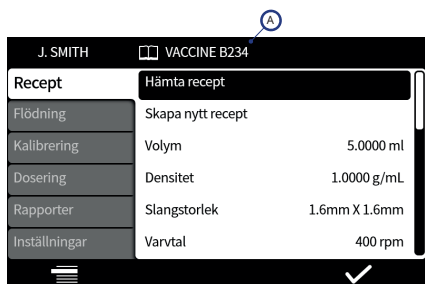 A
J. SMITH VACCINE B234
Recept
Flödning
Kalibrering
Dosering
Rapporter
Inställningar
Hämta recept
Skapa nytt recept
Volym 5.0000 ml
Densitet 1.0000 g/mL
Slangstorlek 1.6mm X 1.6mm
Varvtal 400 rpm